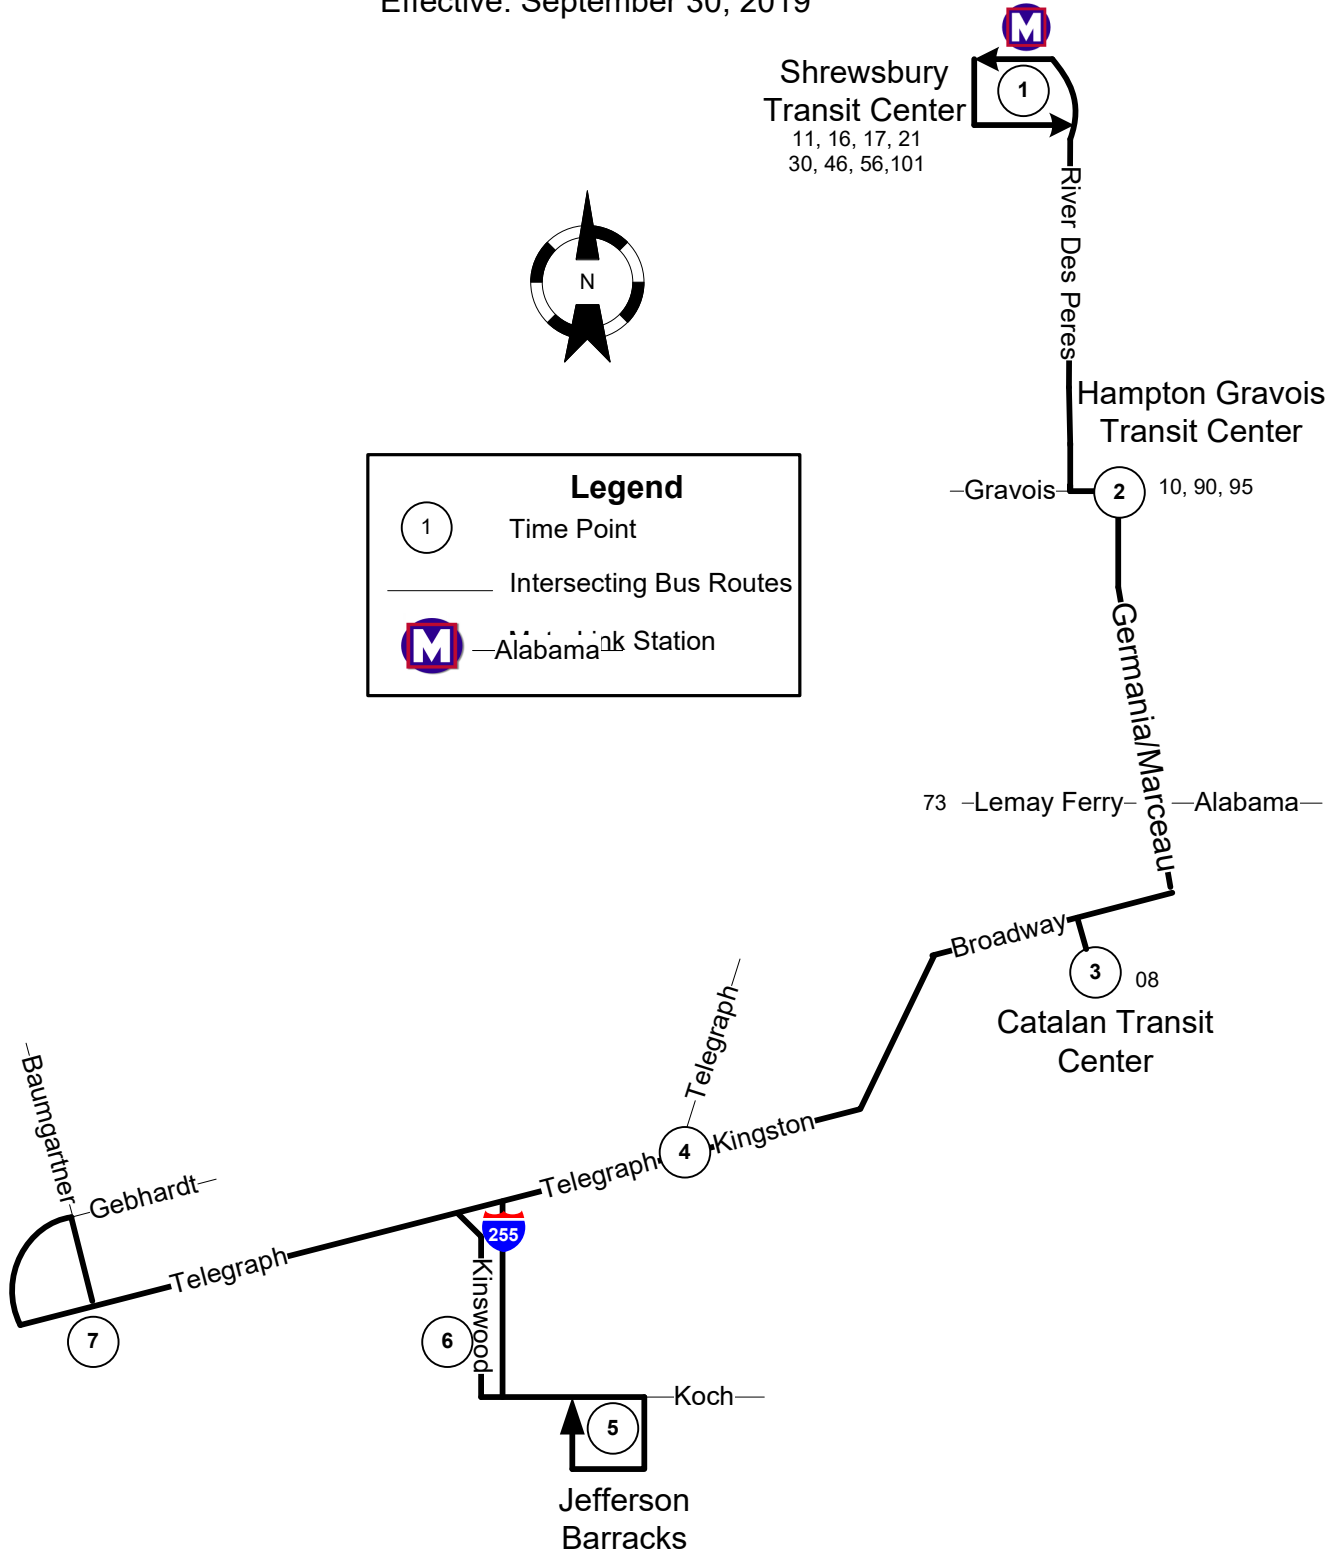 Effective: September 30, 2019
M
Shrewsbury
Transit Center
11, 16, 17, 21
30, 46, 56,101
1
River Des Peres
N
Hampton Gravois
Transit Center
Gravois
2
10, 90, 95
Legend
1
Time Point
Intersecting Bus Routes
M
Alabama
Station
Germania/Marceau
73
Lemay Ferry
Alabama
Broadway
3
08
Catalan Transit
Center
Telegraph
4
Kingston
Telegraph
Baumgartner
Gebhardt
255
Telegraph
Kinswood
7
6
Koch
5
Jefferson
Barracks